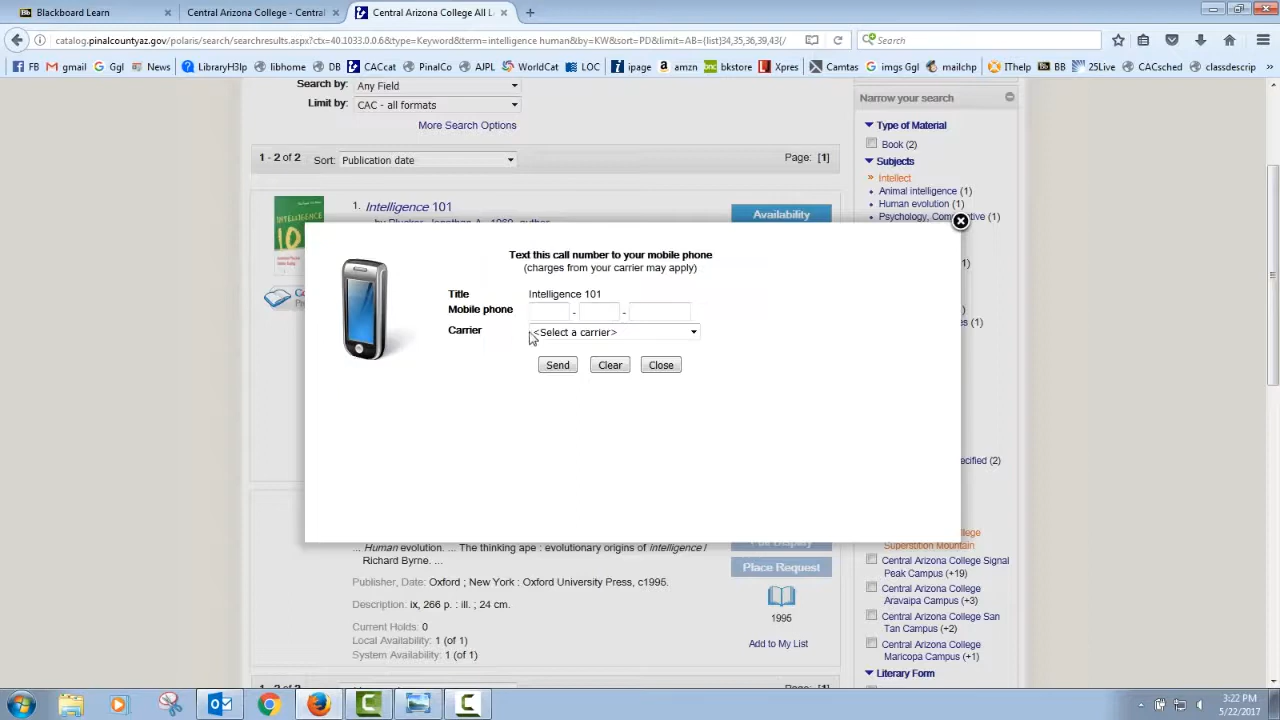 Blackboard Learn
Central Arizona College - Central
Central Arizona College All L
catalog.pinalcountyaz.gov/polaris/search/searchresults.aspx?ctx=40.1033.0.0.6&type=Keyword&term=intelligence human&by=KW&sort=PD&limit=AB={list}34,35,36,39,43{/
Search
FB gmail Ggl News LibraryH3lp libhome DB CACcat PinalCo AJPL WorldCat LOC ipage amzn bkstore Xpres Camtas imgs Ggl mailchp IThelp BB 25Live CACsched classdescrip »
Search by: Any Field
Limit by: CAC - all formats
More Search Options
1 - 2 of 2 Sort: Publication date Page: [1]
INTELLIGENCE
1. Intelligence 101
Availability
Text this call number to your mobile phone
(charges from your carrier may apply)
Title Intelligence 101
Mobile phone - -
Carrier <Select a carrier>
Send Clear Close
... Human evolution. ... The thinking ape : evolutionary origins of intelligence /
Richard Byrne. ...
Place Request
Publisher, Date: Oxford ; New York : Oxford University Press, c1995.
Description: ix, 266 p. : ill. ; 24 cm.
1995
Current Holds: 0
Local Availability: 1 (of 1)
System Availability: 1 (of 1)
Add to My List
Narrow your search
Type of Material
Book (2)
Subjects
» Intellect
Animal intelligence (1)
Human evolution (1)
Psychology, (1)
(1)
s (1)
ecified (2)
Superstition Mountain
Central Arizona College Signal
Peak Campus (+19)
Central Arizona College
Aravaipa Campus (+3)
Central Arizona College San
Tan Campus (+2)
Central Arizona College
Maricopa Campus (+1)
Literary Form
3:22 PM
5/22/2017